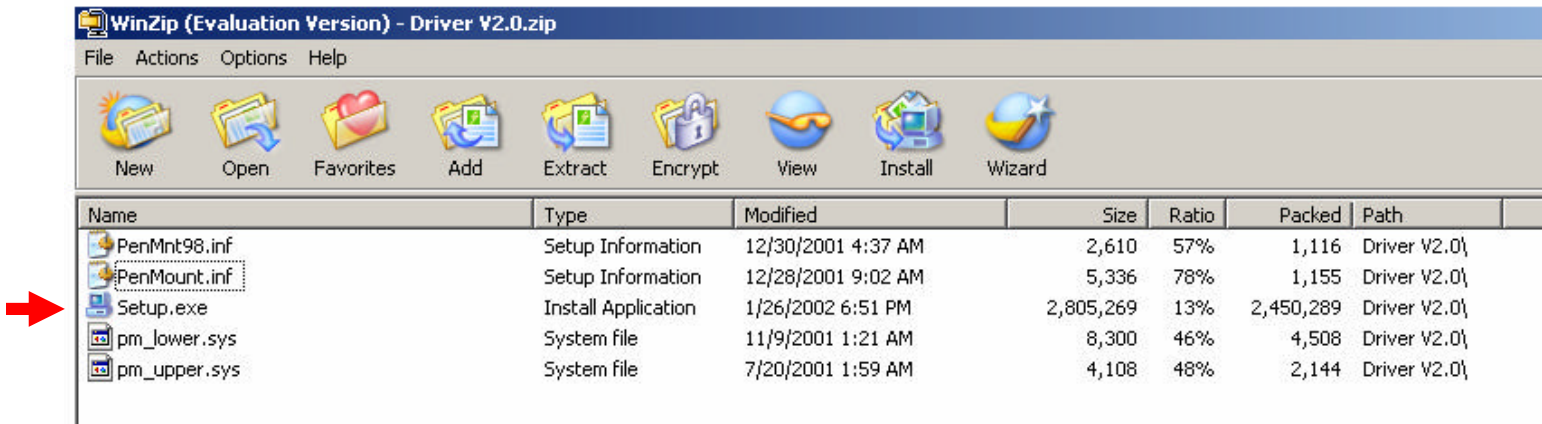 WinZip (Evaluation Version) - Driver V2.0.zip
File Actions Options Help
New Open Favorites Add Extract Encrypt View Install Wizard
Name Type Modified Size Ratio Packed Path
PenMnt98.inf Setup Information 12/30/2001 4:37 AM 2,610 57% 1,116 Driver V2.0\
PenMount.inf Setup Information 12/28/2001 9:02 AM 5,336 78% 1,155 Driver V2.0\
Setup.exe Install Application 1/26/2002 6:51 PM 2,805,269 13% 2,450,289 Driver V2.0\
pm_lower.sys System file 11/9/2001 1:21 AM 8,300 46% 4,508 Driver V2.0\
pm_upper.sys System file 7/20/2001 1:59 AM 4,108 48% 2,144 Driver V2.0\